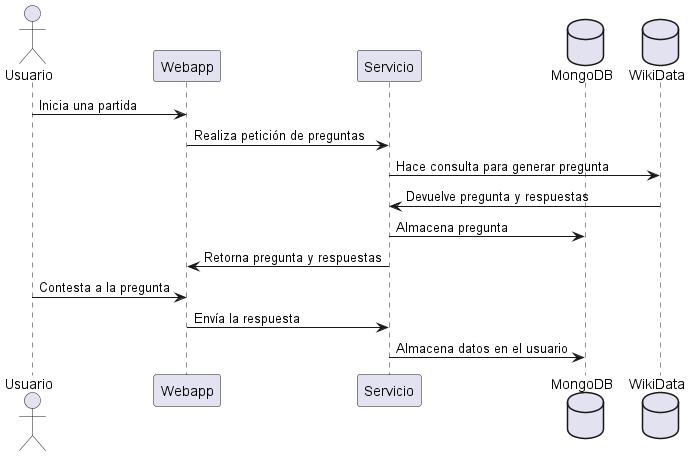 Usuario
Webapp
Servicio
MongoDB
WikiData
Inicia una partida
Realiza petición de preguntas
Hace consulta para generar pregunta
Devuelve pregunta y respuestas
Almacena pregunta
Retorna pregunta y respuestas
Contesta a la pregunta
Envía la respuesta
Almacena datos en el usuario
Usuario
Webapp
Servicio
MongoDB
WikiData